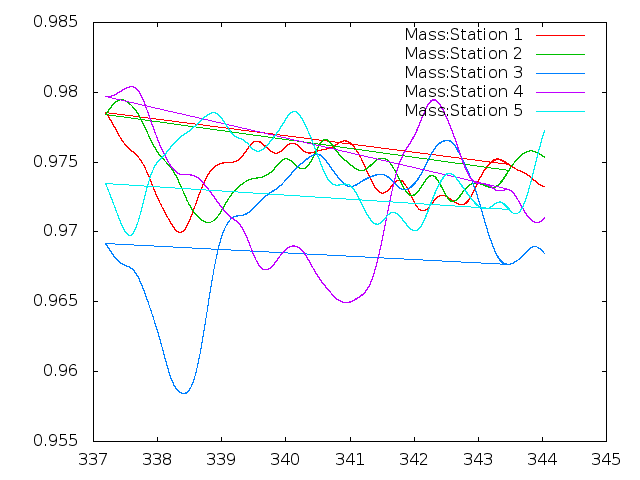 0.985
0.98
0.975
0.97
0.965
0.96
0.955
337 338 339 340 341 342 343 344 345
Mass:Station 1
Mass:Station 2
Mass:Station 3
Mass:Station 4
Mass:Station 5